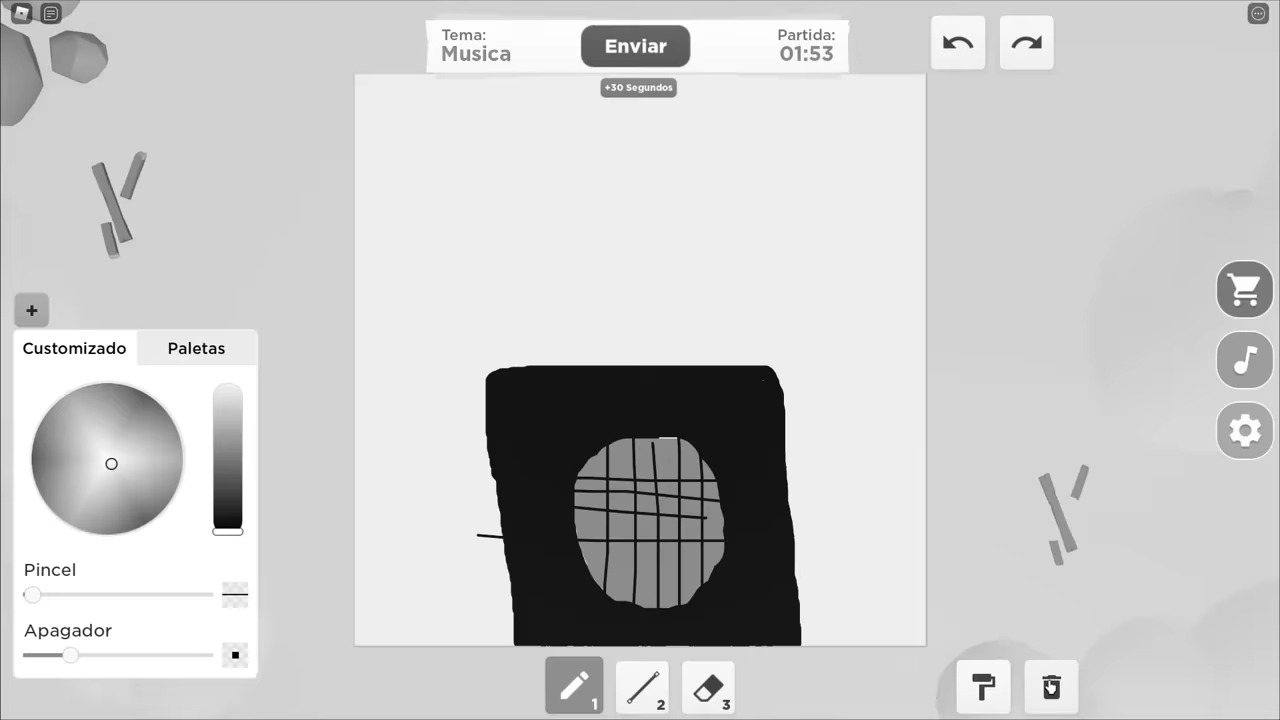 Tema:
Musica
Enviar
Partida:
01:53
+30 Segundos
+
Customizado
Paletas
Pincel
Apagador
1
2
3